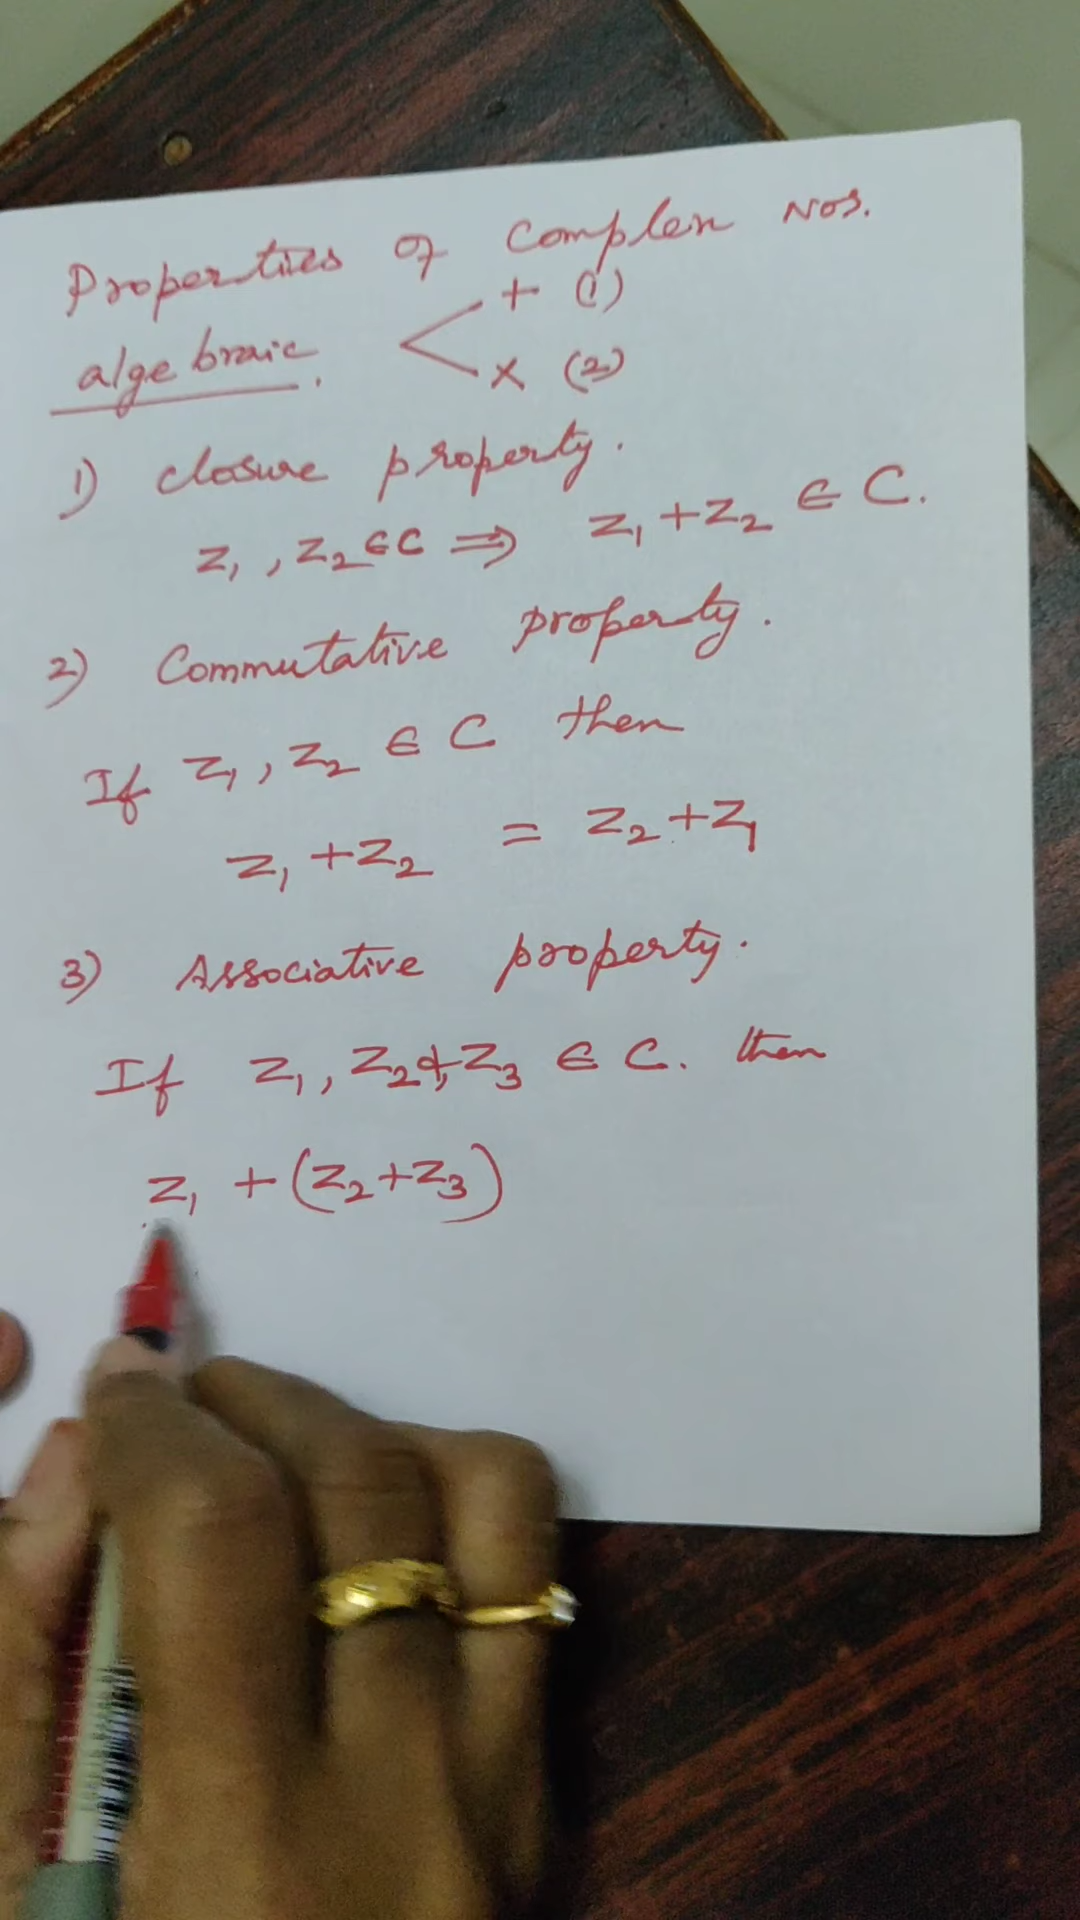 Properties of Complex Nos.
algebraic. < + (1)
x (2)
1) closure property.
z₁, z₂ ∈ C ⇒ z₁ + z₂ ∈ C.
2) Commutative property.
If z₁, z₂ ∈ C then
z₁ + z₂ = z₂ + z₁
3) Associative property.
If z₁, z₂ & z₃ ∈ C. then
z₁ + (z₂ + z₃)